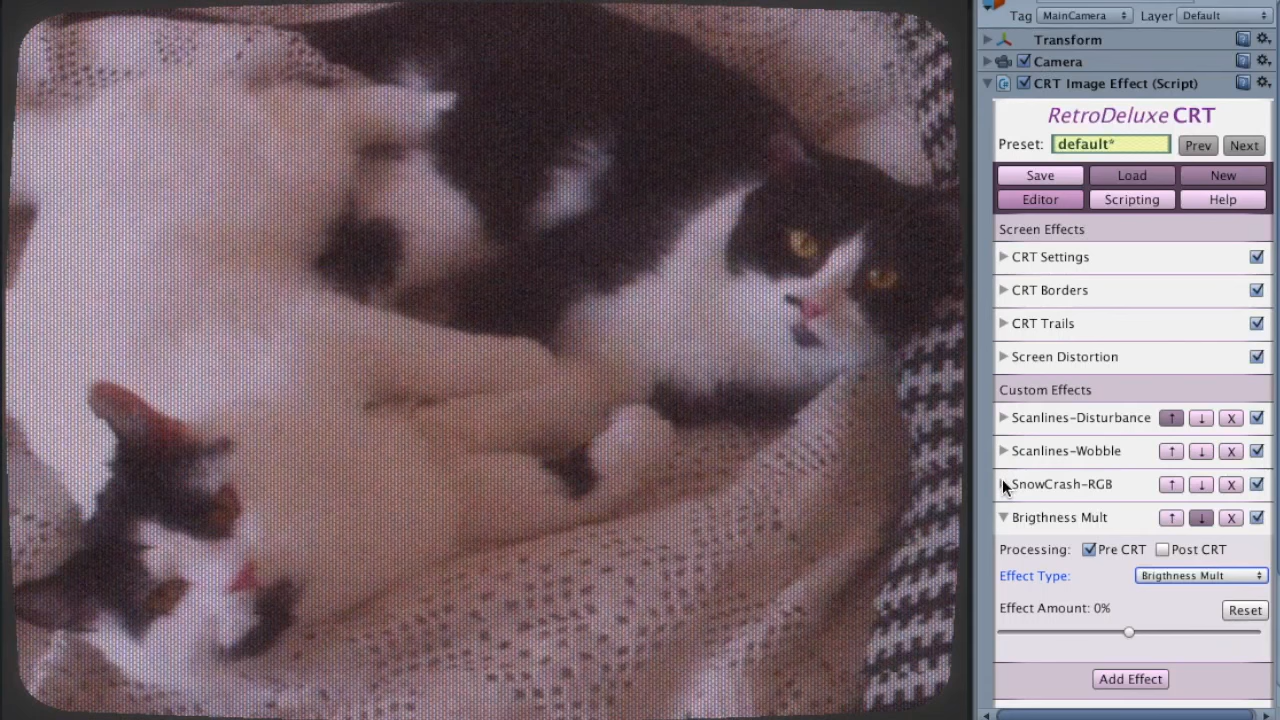 Tag MainCamera Layer Default
Transform
Camera
CRT Image Effect (Script)
RetroDeluxe CRT
Preset: default* Prev Next
Save Load New
Editor Scripting Help
Screen Effects
CRT Settings
CRT Borders
CRT Trails
Screen Distortion
Custom Effects
Scanlines-Disturbance ↑ ↓ X
Scanlines-Wobble ↑ ↓ X
SnowCrash-RGB ↑ ↓ X
Brigthness Mult ↑ ↓ X
Processing: Pre CRT Post CRT
Effect Type: Brigthness Mult
Effect Amount: 0% Reset
Add Effect